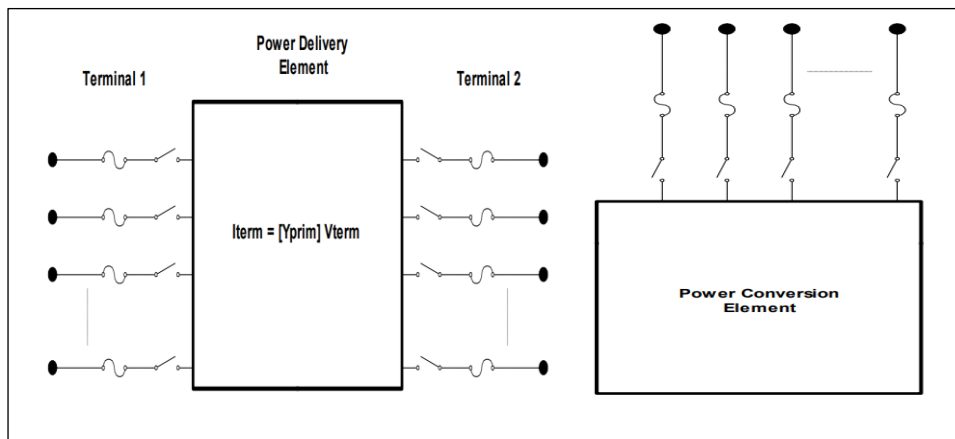 Power Delivery
Element
Terminal 1
Terminal 2
Iterm = [Yprim] Vterm
Power Conversion
Element